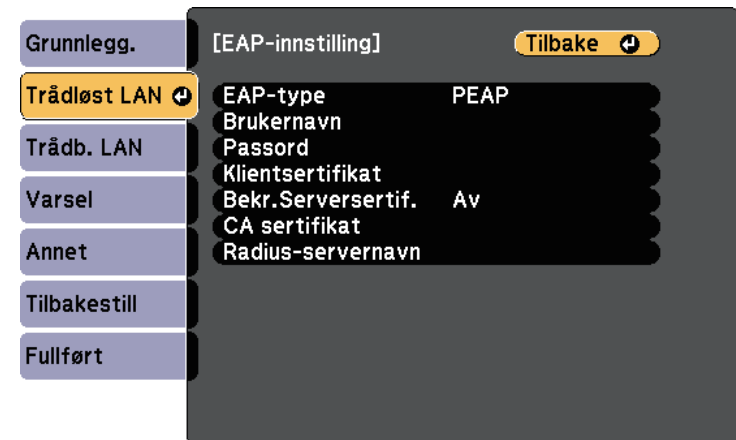 Grunnlegg.
Trådløst LAN
Trådb. LAN
Varsel
Annet
Tilbakestill
Fullført
[EAP-innstilling] Tilbake
EAP-type PEAP
Brukernavn
Passord
Klientsertifikat
Bekr.Serversertif. Av
CA sertifikat
Radius-servernavn